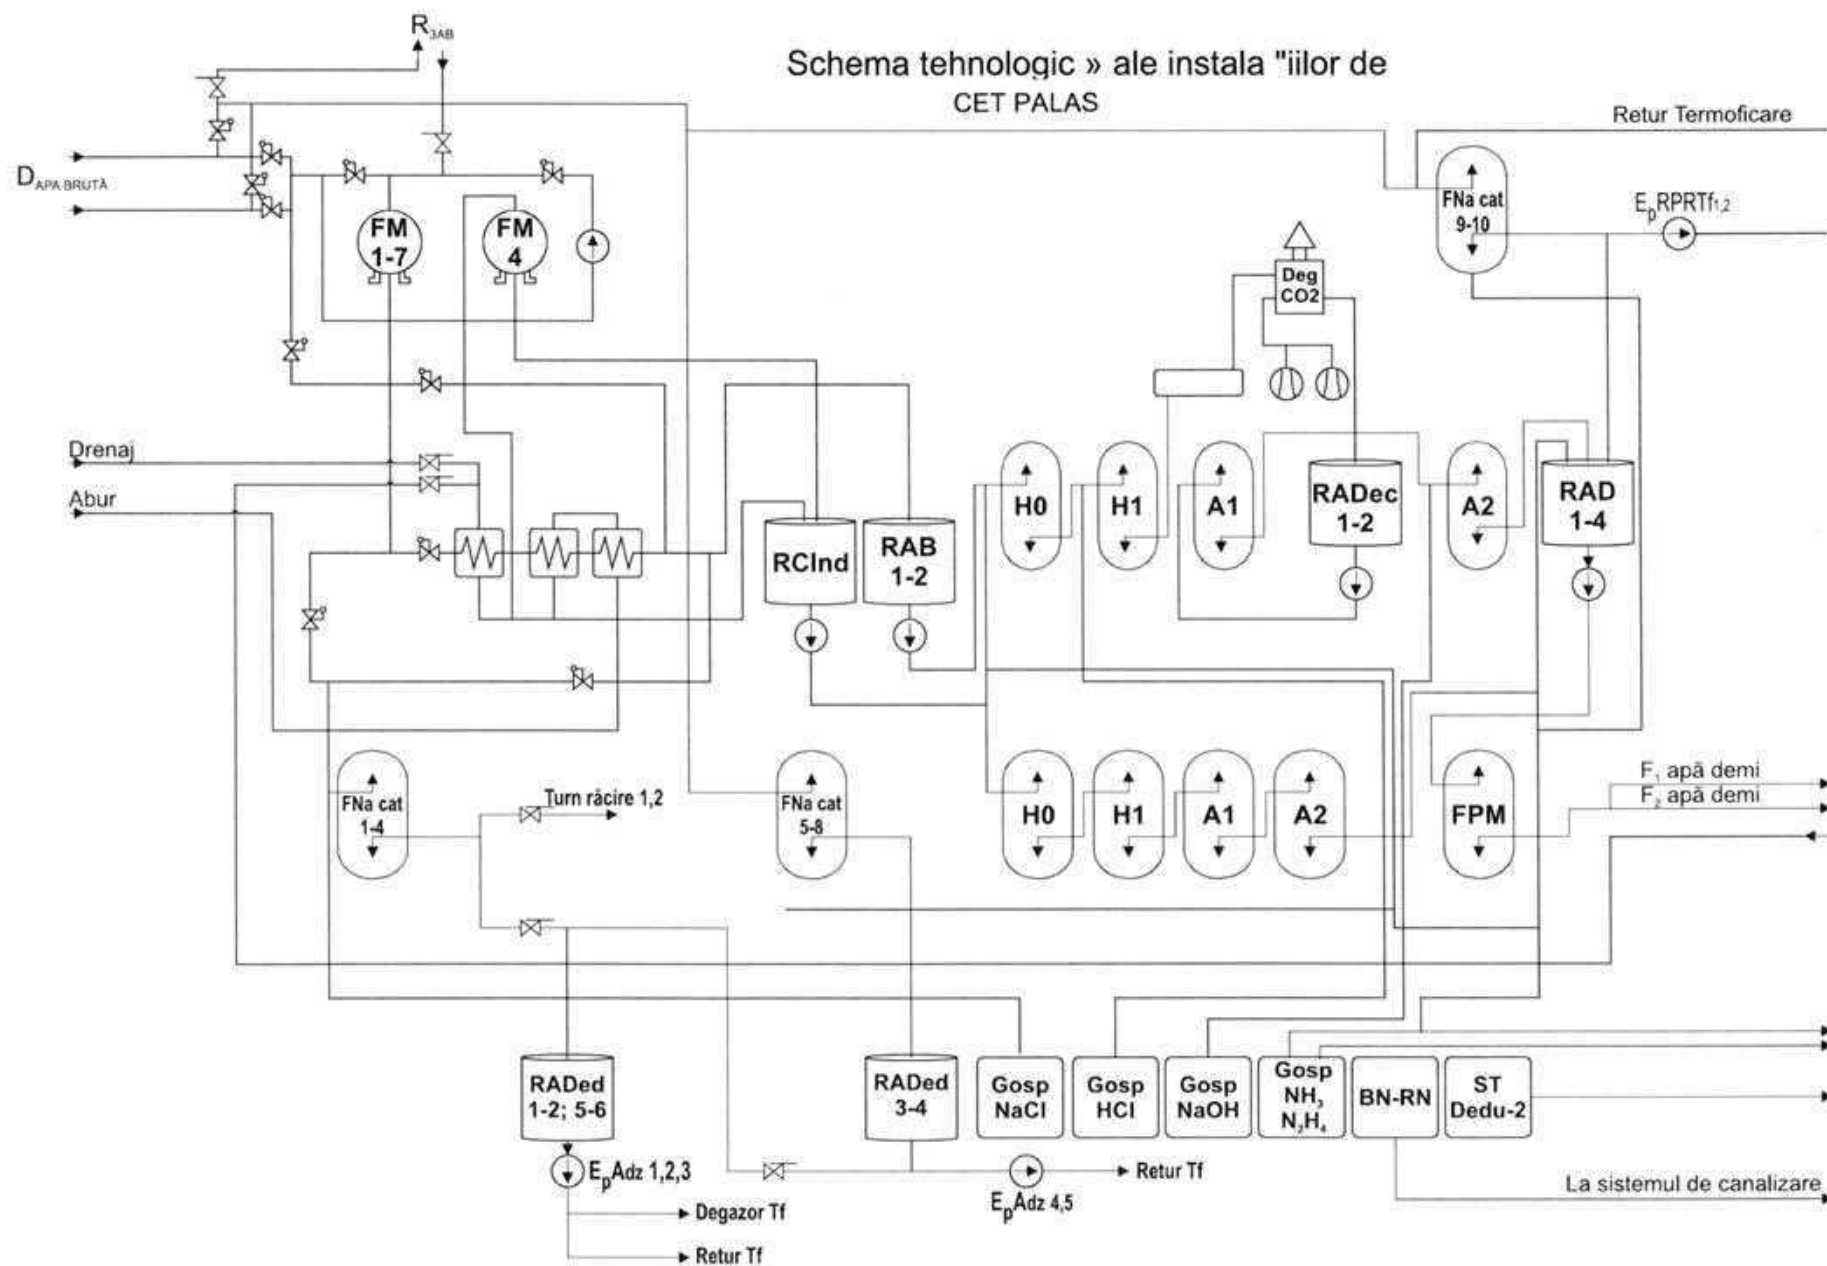 R3AB
Schema tehnologic » ale instala "iilor de
CET PALAS
Retur Termoficare
DAPA BRUTĂ
FM
1-7
FM
4
FNa cat
9-10
EpRPRTf1,2
Deg
CO2
Drenaj
Abur
H0
H1
A1
RADec
1-2
A2
RAD
1-4
RCInd
RAB
1-2
FNa cat
1-4
Turn răcire 1,2
FNa cat
5-8
H0
H1
A1
A2
FPM
F1 apă demi
F2 apă demi
RADed
1-2; 5-6
RADed
3-4
Gosp
NaCl
Gosp
HCl
Gosp
NaOH
Gosp
NH3
N2H4
BN-RN
ST
Dedu-2
EpAdz 1,2,3
Retur Tf
EpAdz 4,5
La sistemul de canalizare
Degazor Tf
Retur Tf